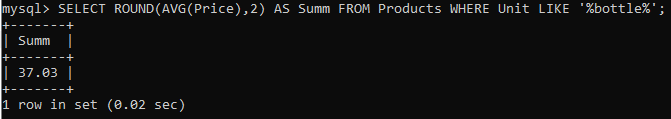 mysql> SELECT ROUND(AVG(Price),2) AS Summ FROM Products WHERE Unit LIKE '%bottle%';
+-------+
| Summ  |
+-------+
| 37.03 |
+-------+
1 row in set (0.02 sec)